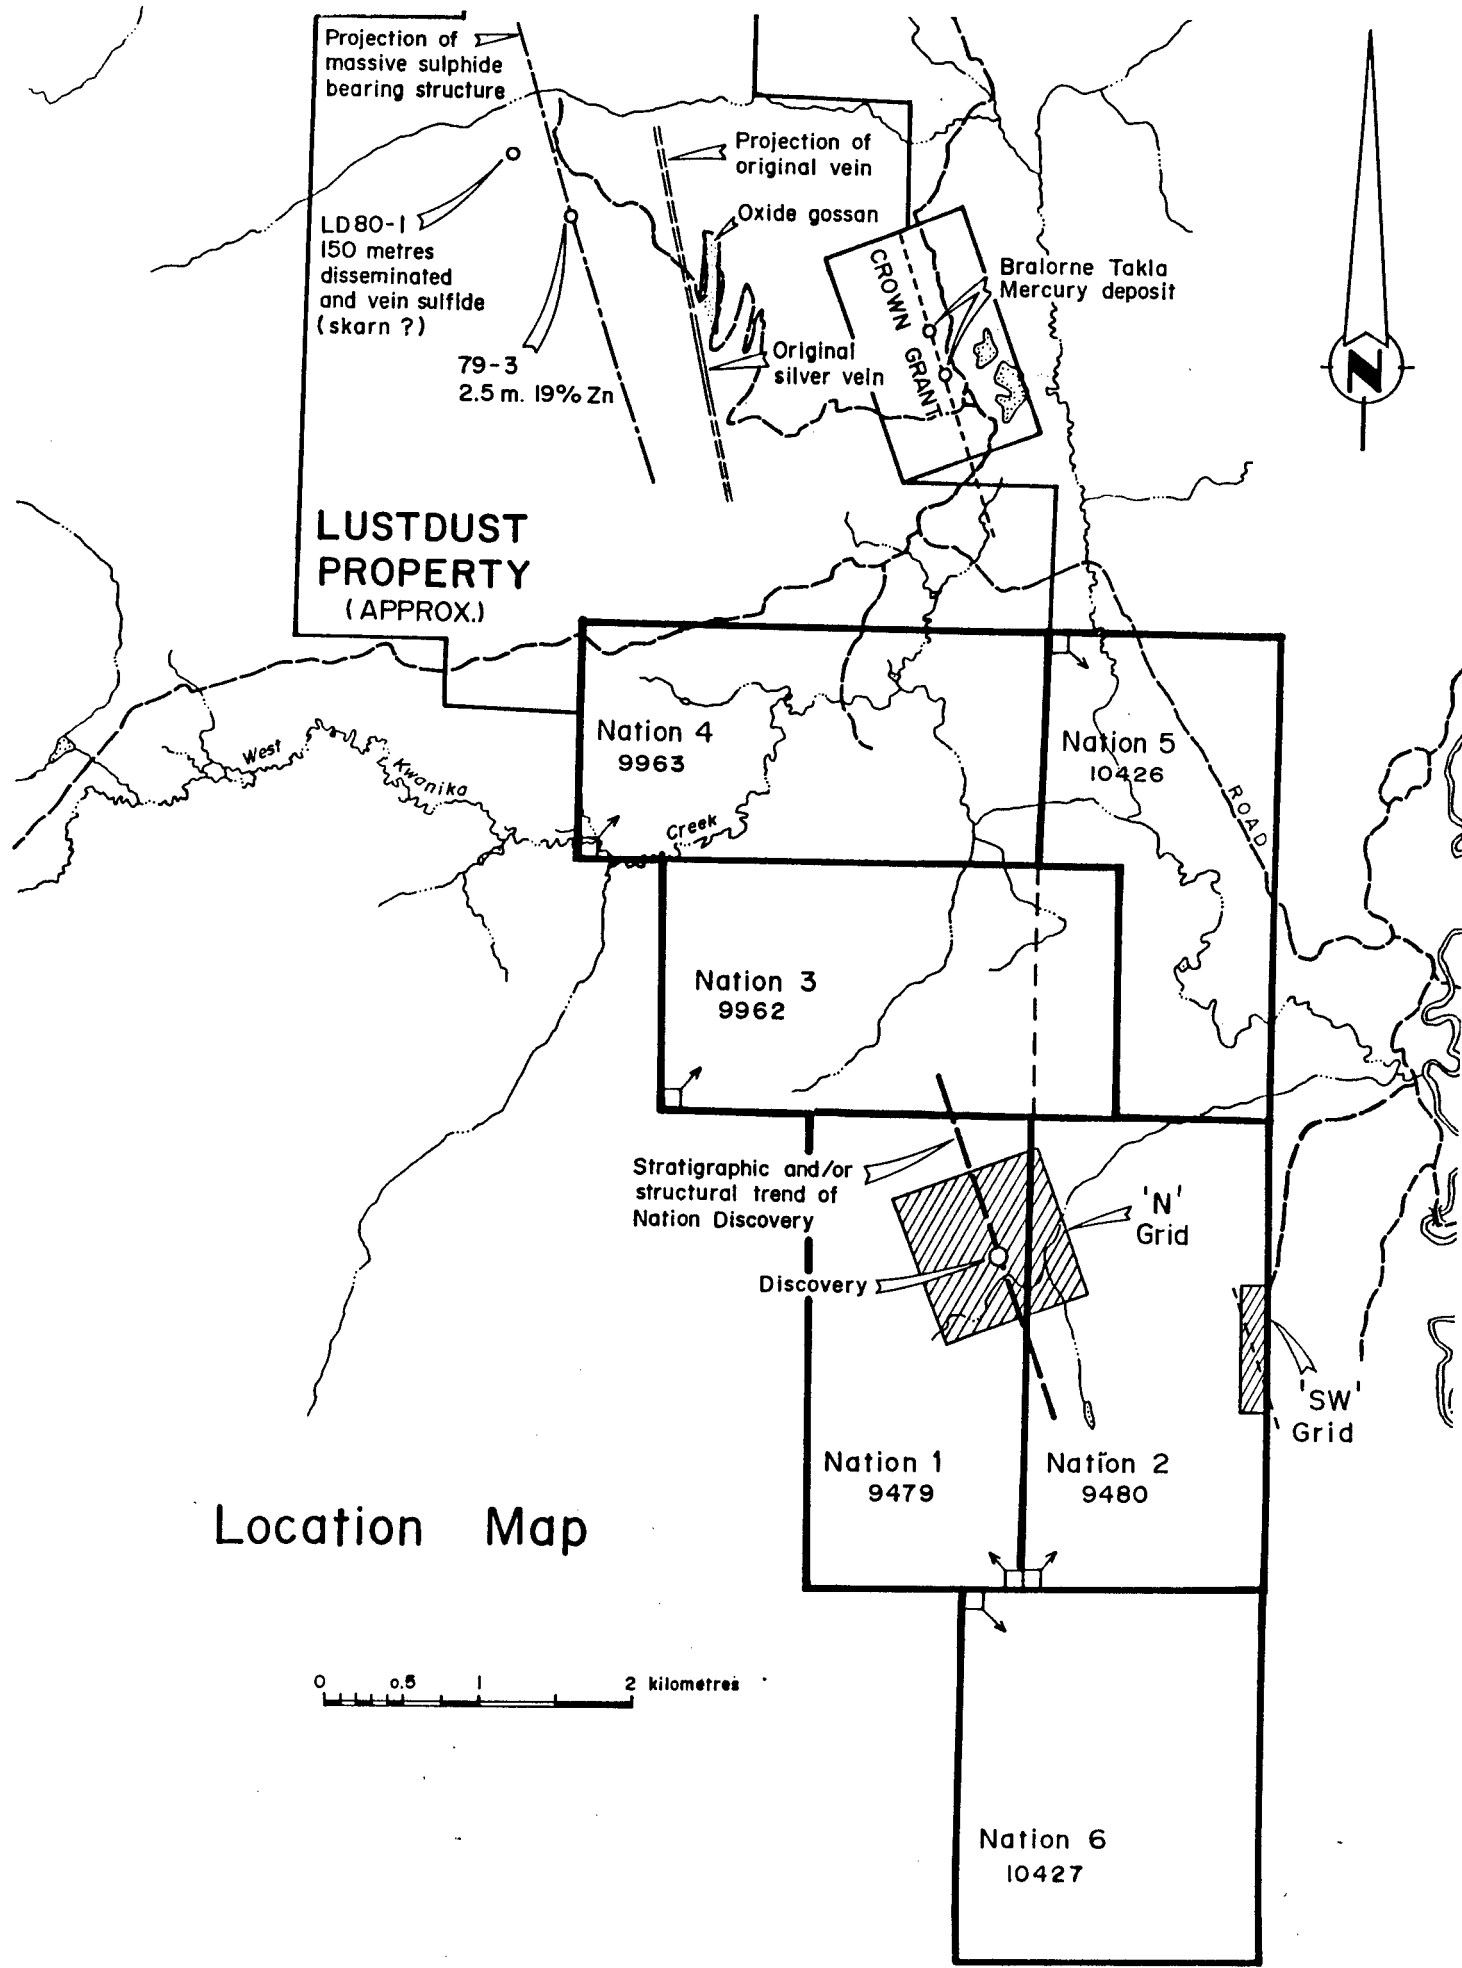 Projection of
massive sulphide
bearing structure
Projection of
original vein
Oxide gossan
LD80-1
150 metres
disseminated
and vein sulfide
(skarn ?)
79-3
2.5 m. 19% Zn
Original
silver vein
CROWN GRANT
Bralorne Takla
Mercury deposit
N
LUSTDUST
PROPERTY
(APPROX.)
Nation 4
9963
Nation 5
10426
West
Kwanika
Creek
ROAD
Nation 3
9962
Stratigraphic and/or
structural trend of
Nation Discovery
'N'
Grid
Discovery
'SW'
Grid
Nation 1
9479
Nation 2
9480
Location Map
0 0.5 1 2 kilometres
Nation 6
10427